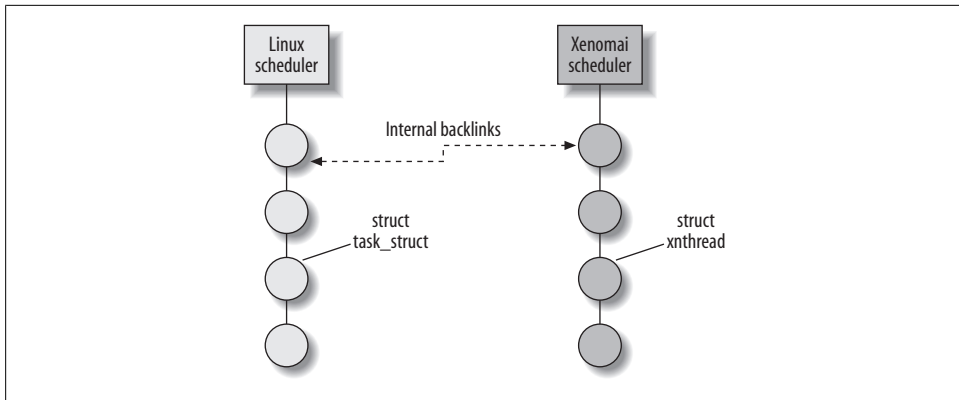 Linux
scheduler
Xenomai
scheduler
Internal backlinks
struct
task_struct
struct
xnthread